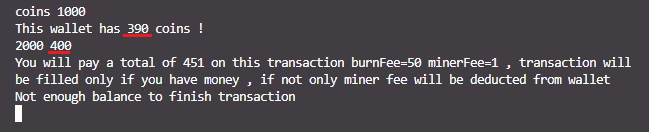 coins 1000
This wallet has 390 coins !
2000 400
You will pay a total of 451 on this transaction burnFee=50 minerFee=1 , transaction will
be filled only if you have money , if not only miner fee will be deducted from wallet
Not enough balance to finish transaction